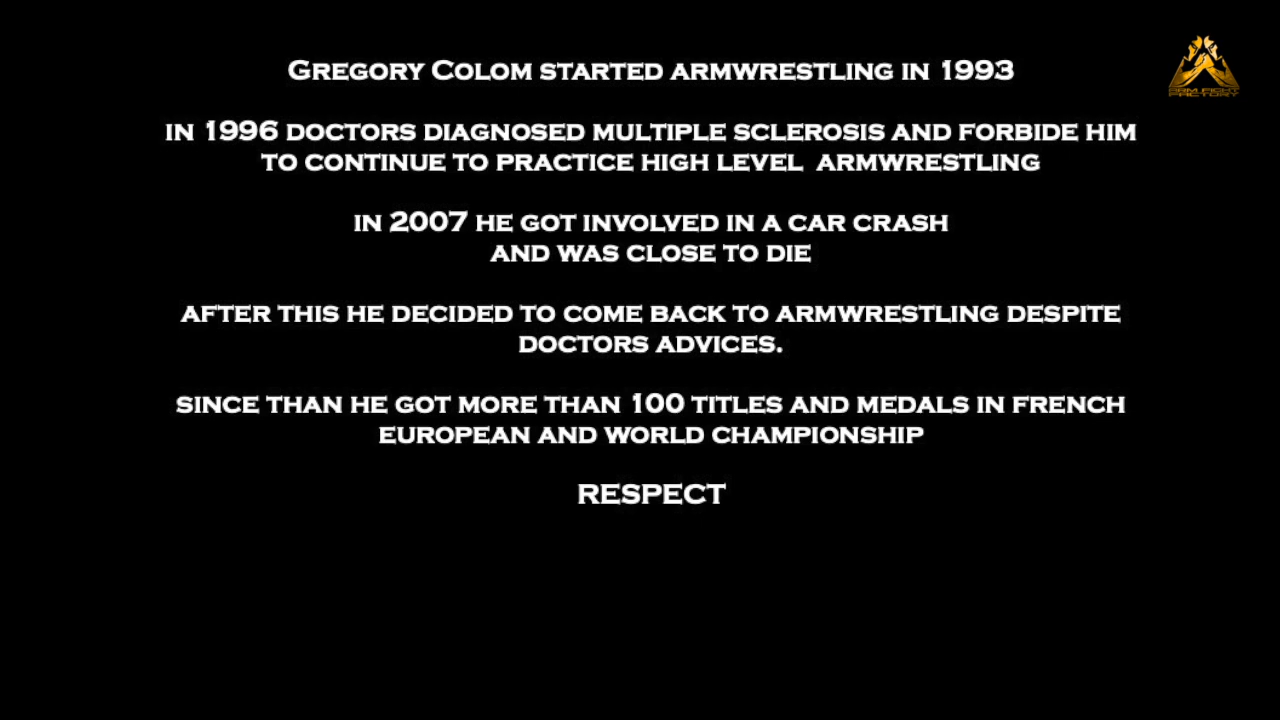 Gregory Colom started armwrestling in 1993
in 1996 doctors diagnosed multiple sclerosis and forbide him
to continue to practice high level  armwrestling
in 2007 he got involved in a car crash
and was close to die
after this he decided to come back to armwrestling despite
doctors advices.
since than he got more than 100 titles and medals in french
european and world championship
RESPECT
ARM FIGHT
FACTORY